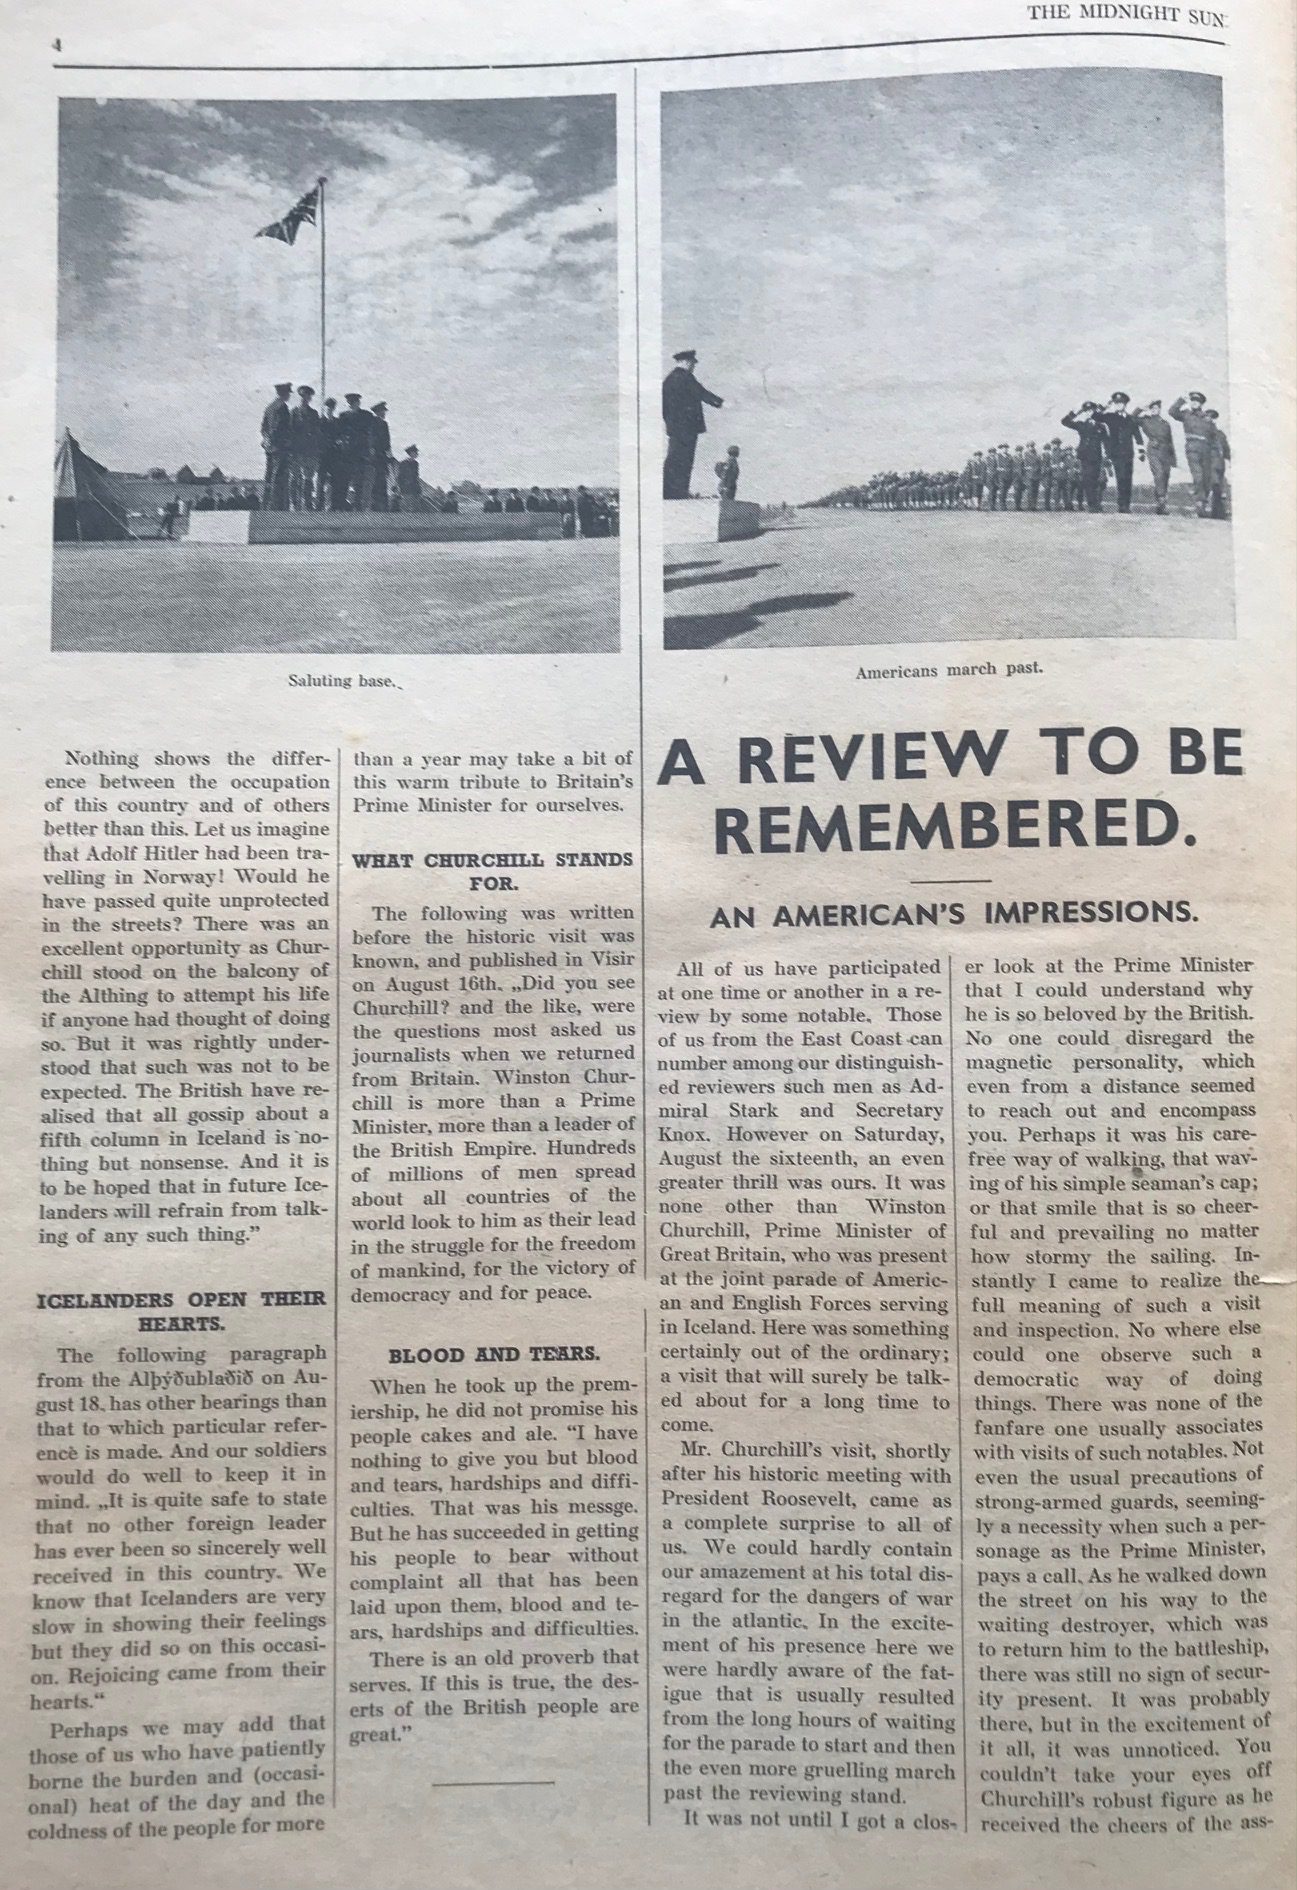 4
THE MIDNIGHT SUN
Saluting base.
Americans march past.
Nothing shows the differ-
ence between the occupation
of this country and of others
better than this. Let us imagine
that Adolf Hitler had been tra-
velling in Norway! Would he
have passed quite unprotected
in the streets? There was an
excellent opportunity as Chur-
chill stood on the balcony of
the Althing to attempt his life
if anyone had thought of doing
so. But it was rightly under-
stood that such was not to be
expected. The British have re-
alised that all gossip about a
fifth column in Iceland is no-
thing but nonsense. And it is
to be hoped that in future Ice-
landers will refrain from talk-
ing of any such thing.”
ICELANDERS OPEN THEIR
HEARTS.
The following paragraph
from the Alþýðublaðið on Au-
gust 18. has other bearings than
that to which particular refer-
ence is made. And our soldiers
would do well to keep it in
mind. „It is quite safe to state
that no other foreign leader
has ever been so sincerely well
received in this country. We
know that Icelanders are very
slow in showing their feelings
but they did so on this occasi-
on. Rejoicing came from their
hearts.“
Perhaps we may add that
those of us who have patiently
borne the burden and (occasi-
onal) heat of the day and the
coldness of the people for more
than a year may take a bit of
this warm tribute to Britain's
Prime Minister for ourselves.
WHAT CHURCHILL STANDS
FOR.
The following was written
before the historic visit was
known, and published in Visir
on August 16th. „Did you see
Churchill? and the like, were
the questions most asked us
journalists when we returned
from Britain. Winston Chur-
chill is more than a Prime
Minister, more than a leader of
the British Empire. Hundreds
of millions of men spread
about all countries of the
world look to him as their lead
in the struggle for the freedom
of mankind, for the victory of
democracy and for peace.
BLOOD AND TEARS.
When he took up the prem-
iership, he did not promise his
people cakes and ale. “I have
nothing to give you but blood
and tears, hardships and diffi-
culties. That was his messge.
But he has succeeded in getting
his people to bear without
complaint all that has been
laid upon them, blood and te-
ars, hardships and difficulties.
There is an old proverb that
serves. If this is true, the des-
erts of the British people are
great.”
A REVIEW TO BE
REMEMBERED.
AN AMERICAN'S IMPRESSIONS.
All of us have participated
at one time or another in a re-
view by some notable. Those
of us from the East Coast can
number among our distinguish-
ed reviewers such men as Ad-
miral Stark and Secretary
Knox. However on Saturday,
August the sixteenth, an even
greater thrill was ours. It was
none other than Winston
Churchill, Prime Minister of
Great Britain, who was present
at the joint parade of Americ-
an and English Forces serving
in Iceland. Here was something
certainly out of the ordinary;
a visit that will surely be talk-
ed about for a long time to
come.
Mr. Churchill's visit, shortly
after his historic meeting with
President Roosevelt, came as
a complete surprise to all of
us. We could hardly contain
our amazement at his total dis-
regard for the dangers of war
in the atlantic. In the excite-
ment of his presence here we
were hardly aware of the fat-
igue that is usually resulted
from the long hours of waiting
for the parade to start and then
the even more gruelling march
past the reviewing stand.
It was not until I got a clos-
er look at the Prime Minister
that I could understand why
he is so beloved by the British.
No one could disregard the
magnetic personality, which
even from a distance seemed
to reach out and encompass
you. Perhaps it was his care-
free way of walking, that wav-
ing of his simple seaman's cap;
or that smile that is so cheer-
ful and prevailing no matter
how stormy the sailing. In-
stantly I came to realize the
full meaning of such a visit
and inspection. No where else
could one observe such a
democratic way of doing
things. There was none of the
fanfare one usually associates
with visits of such notables. Not
even the usual precautions of
strong-armed guards, seeming-
ly a necessity when such a per-
sonage as the Prime Minister,
pays a call. As he walked down
the street on his way to the
waiting destroyer, which was
to return him to the battleship,
there was still no sign of secur-
ity present. It was probably
there, but in the excitement of
it all, it was unnoticed. You
couldn't take your eyes off
Churchill's robust figure as he
received the cheers of the ass-